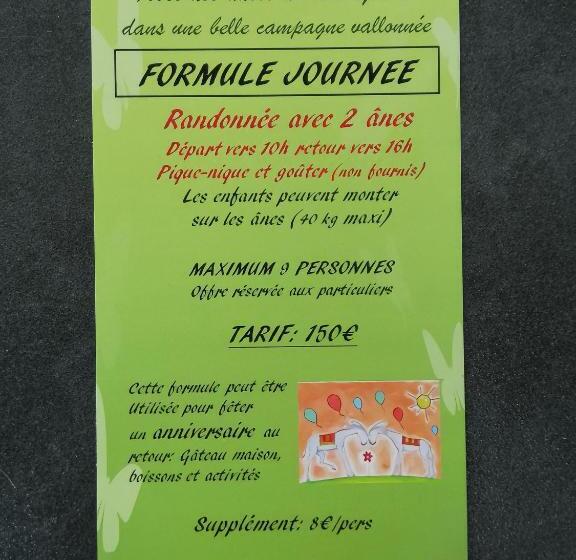 dans une belle campagne vallonnée
FORMULE JOURNEE
Randonnée avec 2 ânes
Départ vers 10h retour vers 16h
Pique-nique et goûter (non fournis)
Les enfants peuvent monter
sur les ânes (40 kg maxi)
MAXIMUM 9 PERSONNES
Offre réservée aux particuliers
TARIF: 150€
Cette formule peut être
Utilisée pour fêter
un anniversaire au
retour: Gâteau maison,
boissons et activités
Supplément: 8€/pers